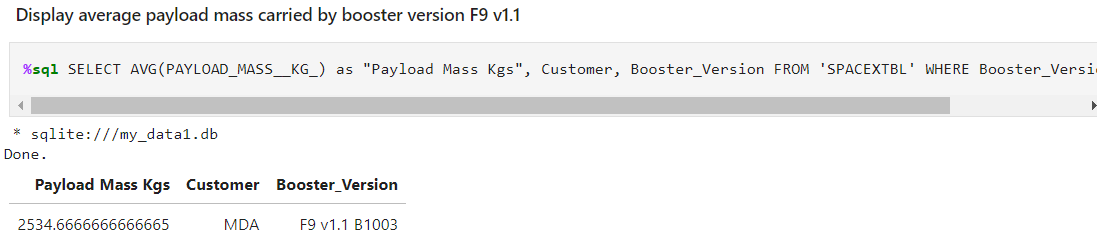 Display average payload mass carried by booster version F9 v1.1
%sql SELECT AVG(PAYLOAD_MASS__KG_) as "Payload Mass Kgs", Customer, Booster_Version FROM 'SPACEXTBL' WHERE Booster_Versi
* sqlite:///my_data1.db
Done.
Payload Mass Kgs Customer Booster_Version
2534.6666666666665 MDA F9 v1.1 B1003